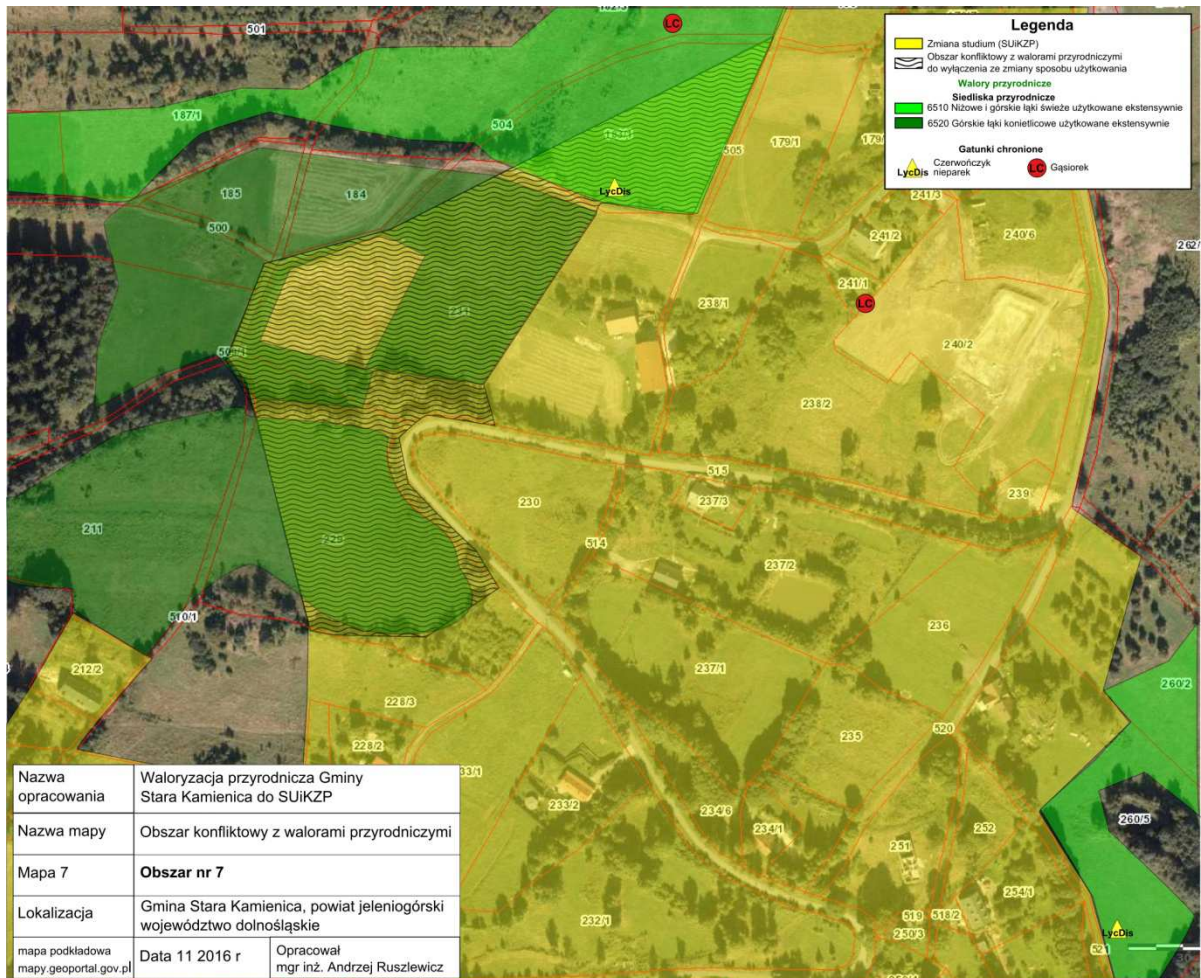 501
182/3
LC
Legenda
Zmiana studium (SUiKZP)
Obszar konfliktowy z walorami przyrodniczymi
do wyłączenia ze zmiany sposobu użytkowania
Walory przyrodnicze
Siedliska przyrodnicze
6510 Niżowe i górskie łąki świeże użytkowane ekstensywnie
6520 Górskie łąki konietlicowe użytkowane ekstensywnie
Gatunki chronione
LycDis
Czerwończyk
nieparek
LC
Gąsiorek
187/1
504
505
179/1
LycDis
185
184
500
241/3
241/2
240/6
262/
238/1
241/1
LC
240/2
238/2
515
230
237/3
239
211
514
237/2
510/1
236
237/1
212/2
260/2
228/3
235
520
228/2
33/1
233/2
234/6
234/1
252
260/5
251
254/1
232/1
519
518/2
250/3
LycDis
521
Nazwa
opracowania
Waloryzacja przyrodnicza Gminy
Stara Kamienica do SUiKZP
Nazwa mapy
Obszar konfliktowy z walorami przyrodniczymi
Mapa 7
Obszar nr 7
Lokalizacja
Gmina Stara Kamienica, powiat jeleniogórski
województwo dolnośląskie
mapa podkładowa
mapy.geoportal.gov.pl
Data 11 2016 r
Opracował
mgr inż. Andrzej Ruszlewicz